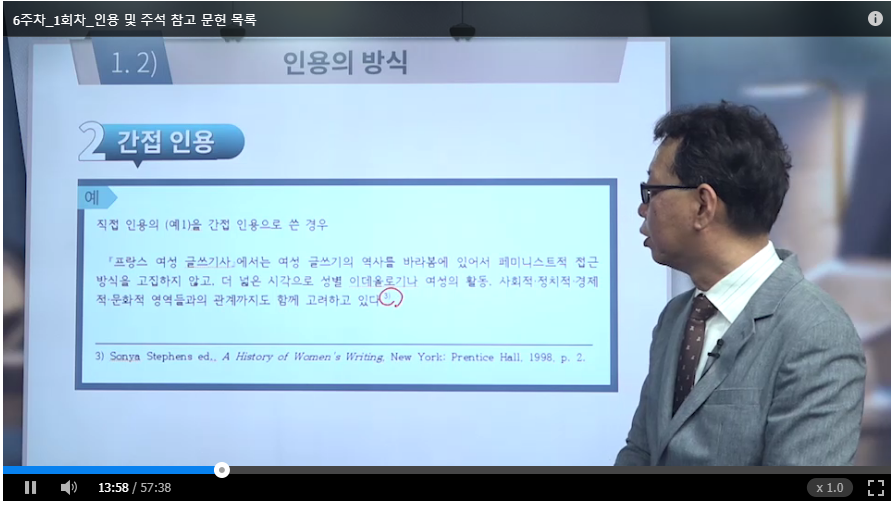 6주차_1회차_인용 및 주석 참고 문헌 목록
1. 2)
인용의 방식
2 간접 인용
예
직접 인용의 (예1)을 간접 인용으로 쓴 경우
『프랑스 여성 글쓰기사』에서는 여성 글쓰기의 역사를 바라봄에 있어서 페미니스트적 접근
방식을 고집하지 않고, 더 넓은 시각으로 성별 이데올로기나 여성의 활동, 사회적·정치적·경제
적·문화적 영역들과의 관계까지도 함께 고려하고 있다.3)
3) Sonya Stephens ed., A History of Women's Writing, New York: Prentice Hall, 1998, p. 2.
13:58 / 57:38
x 1.0